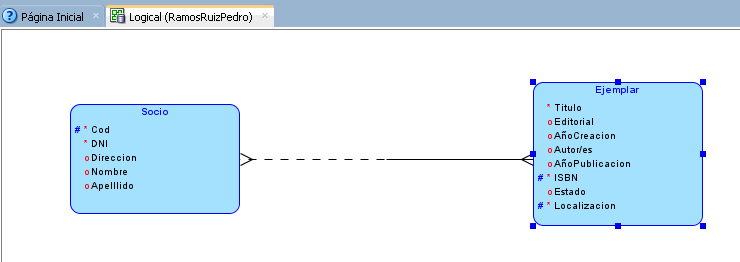 Página Inicial
Logical (RamosRuizPedro)
Socio
# * Cod
* DNI
o Direccion
o Nombre
o Apelllido
Ejemplar
* Titulo
o Editorial
o AñoCreacion
o Autor/es
o AñoPublicacion
# * ISBN
o Estado
# * Localizacion